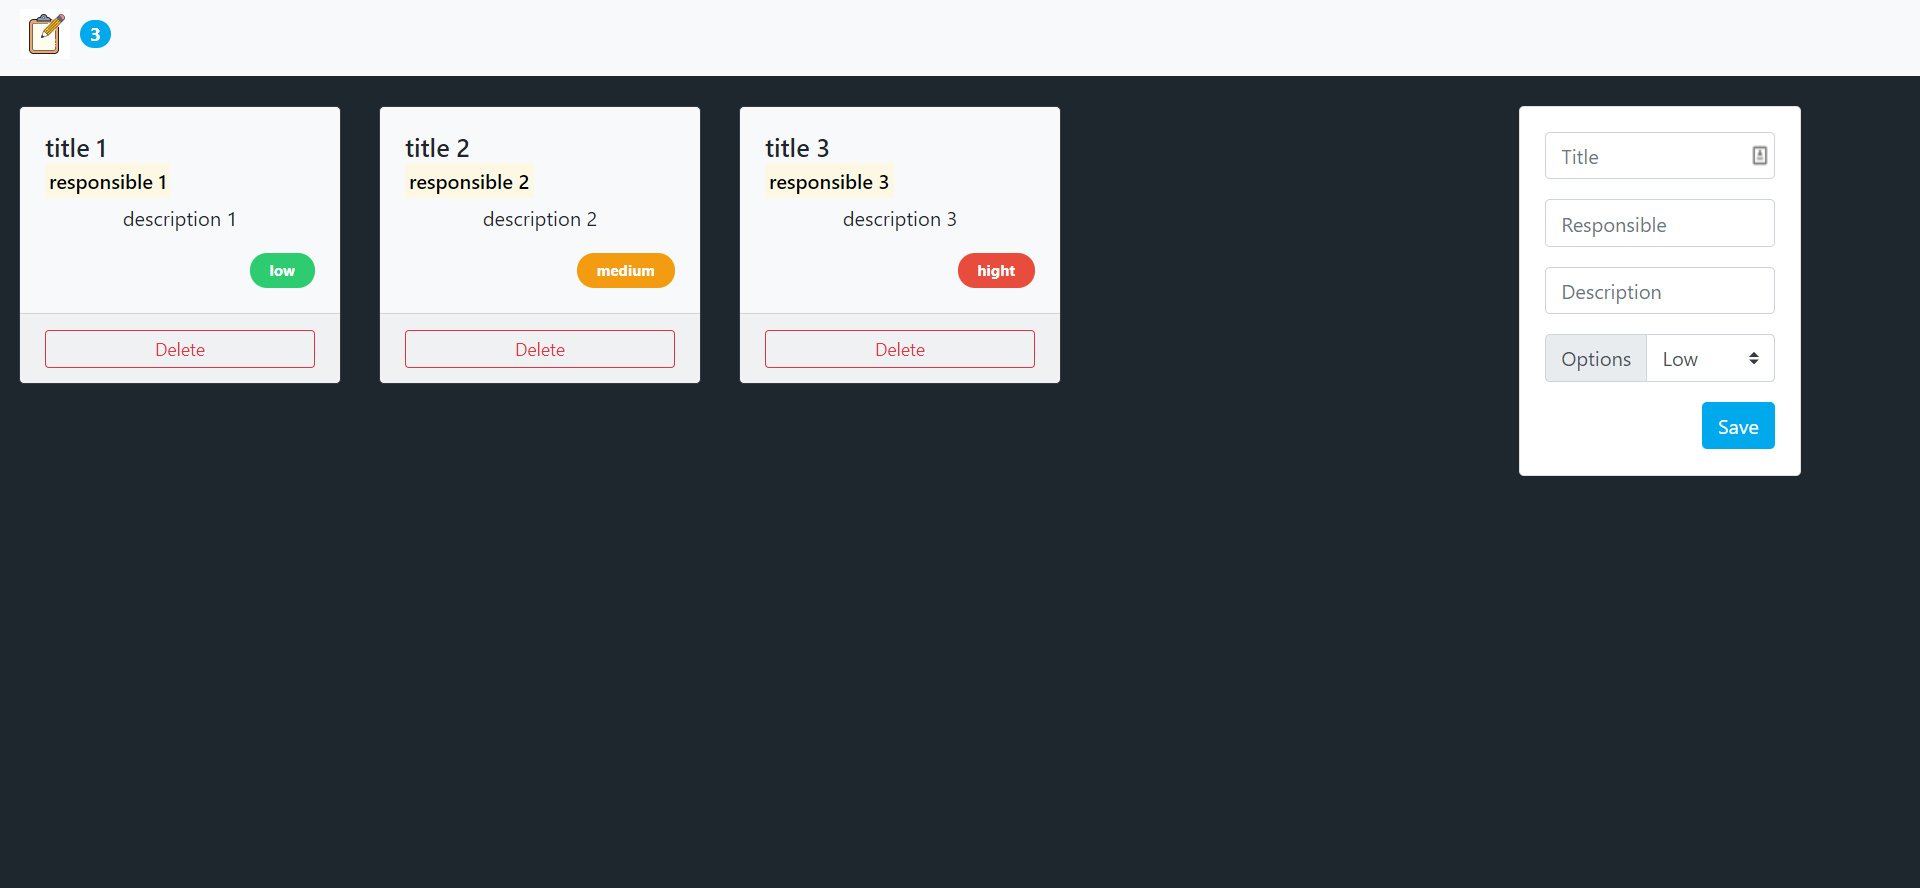 3
title 1
responsible 1
description 1
low
Delete
title 2
responsible 2
description 2
medium
Delete
title 3
responsible 3
description 3
hight
Delete
Title
Responsible
Description
Options Low
Save